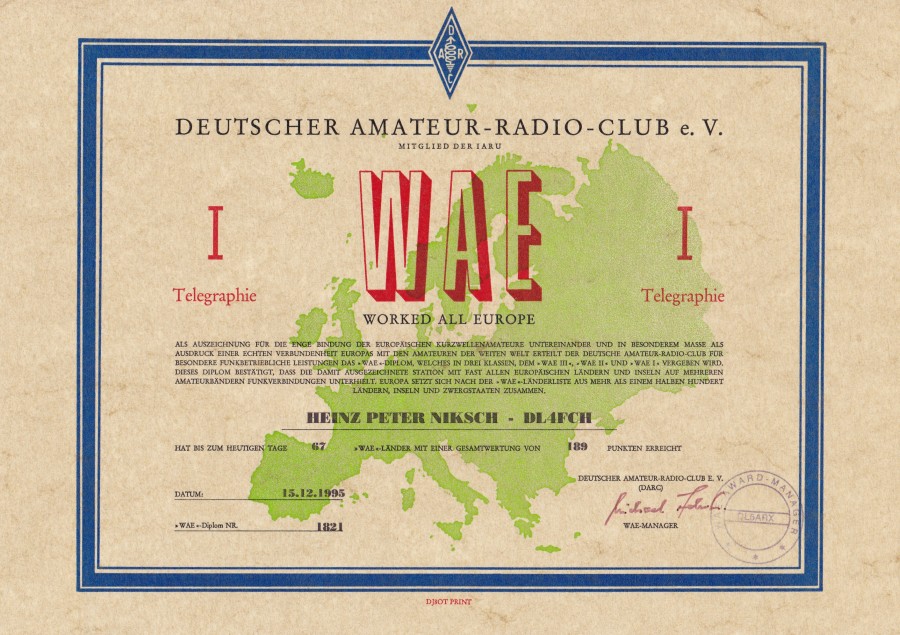 D
A R
C
DEUTSCHER AMATEUR-RADIO-CLUB e. V.
MITGLIED DER IARU
WAE
I
I
Telegraphie
Telegraphie
WORKED ALL EUROPE
ALS AUSZEICHNUNG FÜR DIE ENGE BINDUNG DER EUROPÄISCHEN KURZWELLENAMATEURE UNTEREINANDER UND IN BESONDEREM MASSE ALS
AUSDRUCK EINER ECHTEN VERBUNDENHEIT EUROPAS MIT DEN AMATEUREN DER WEITEN WELT ERTEILT DER DEUTSCHE AMATEUR-RADIO-CLUB FÜR
BESONDERE FUNKBETRIEBLICHE LEISTUNGEN DAS »WAE«-DIPLOM, WELCHES IN DREI KLASSEN, DEM »WAE III«, »WAE II« UND »WAE I« VERGEBEN WIRD.
DIESES DIPLOM BESTÄTIGT, DASS DIE DAMIT AUSGEZEICHNETE STATION MIT FAST ALLEN EUROPÄISCHEN LÄNDERN UND INSELN AUF MEHREREN
AMATEURBÄNDERN FUNKVERBINDUNGEN UNTERHIELT. EUROPA SETZT SICH NACH DER »WAE«-LÄNDERLISTE AUS MEHR ALS EINEM HALBEN HUNDERT
LÄNDERN, INSELN UND ZWERGSTAATEN ZUSAMMEN.
HEINZ PETER NIKSCH - DL4FCH
HAT BIS ZUM HEUTIGEN TAGE 67 »WAE«-LÄNDER MIT EINER GESAMTWERTUNG VON 189 PUNKTEN ERREICHT
DEUTSCHER AMATEUR-RADIO-CLUB E. V.
(DARC)
DATUM: 15.12.1995
WAE-MANAGER
»WAE«-Diplom NR. 1821
AWARD-MANAGER
DJ8OT PRINT